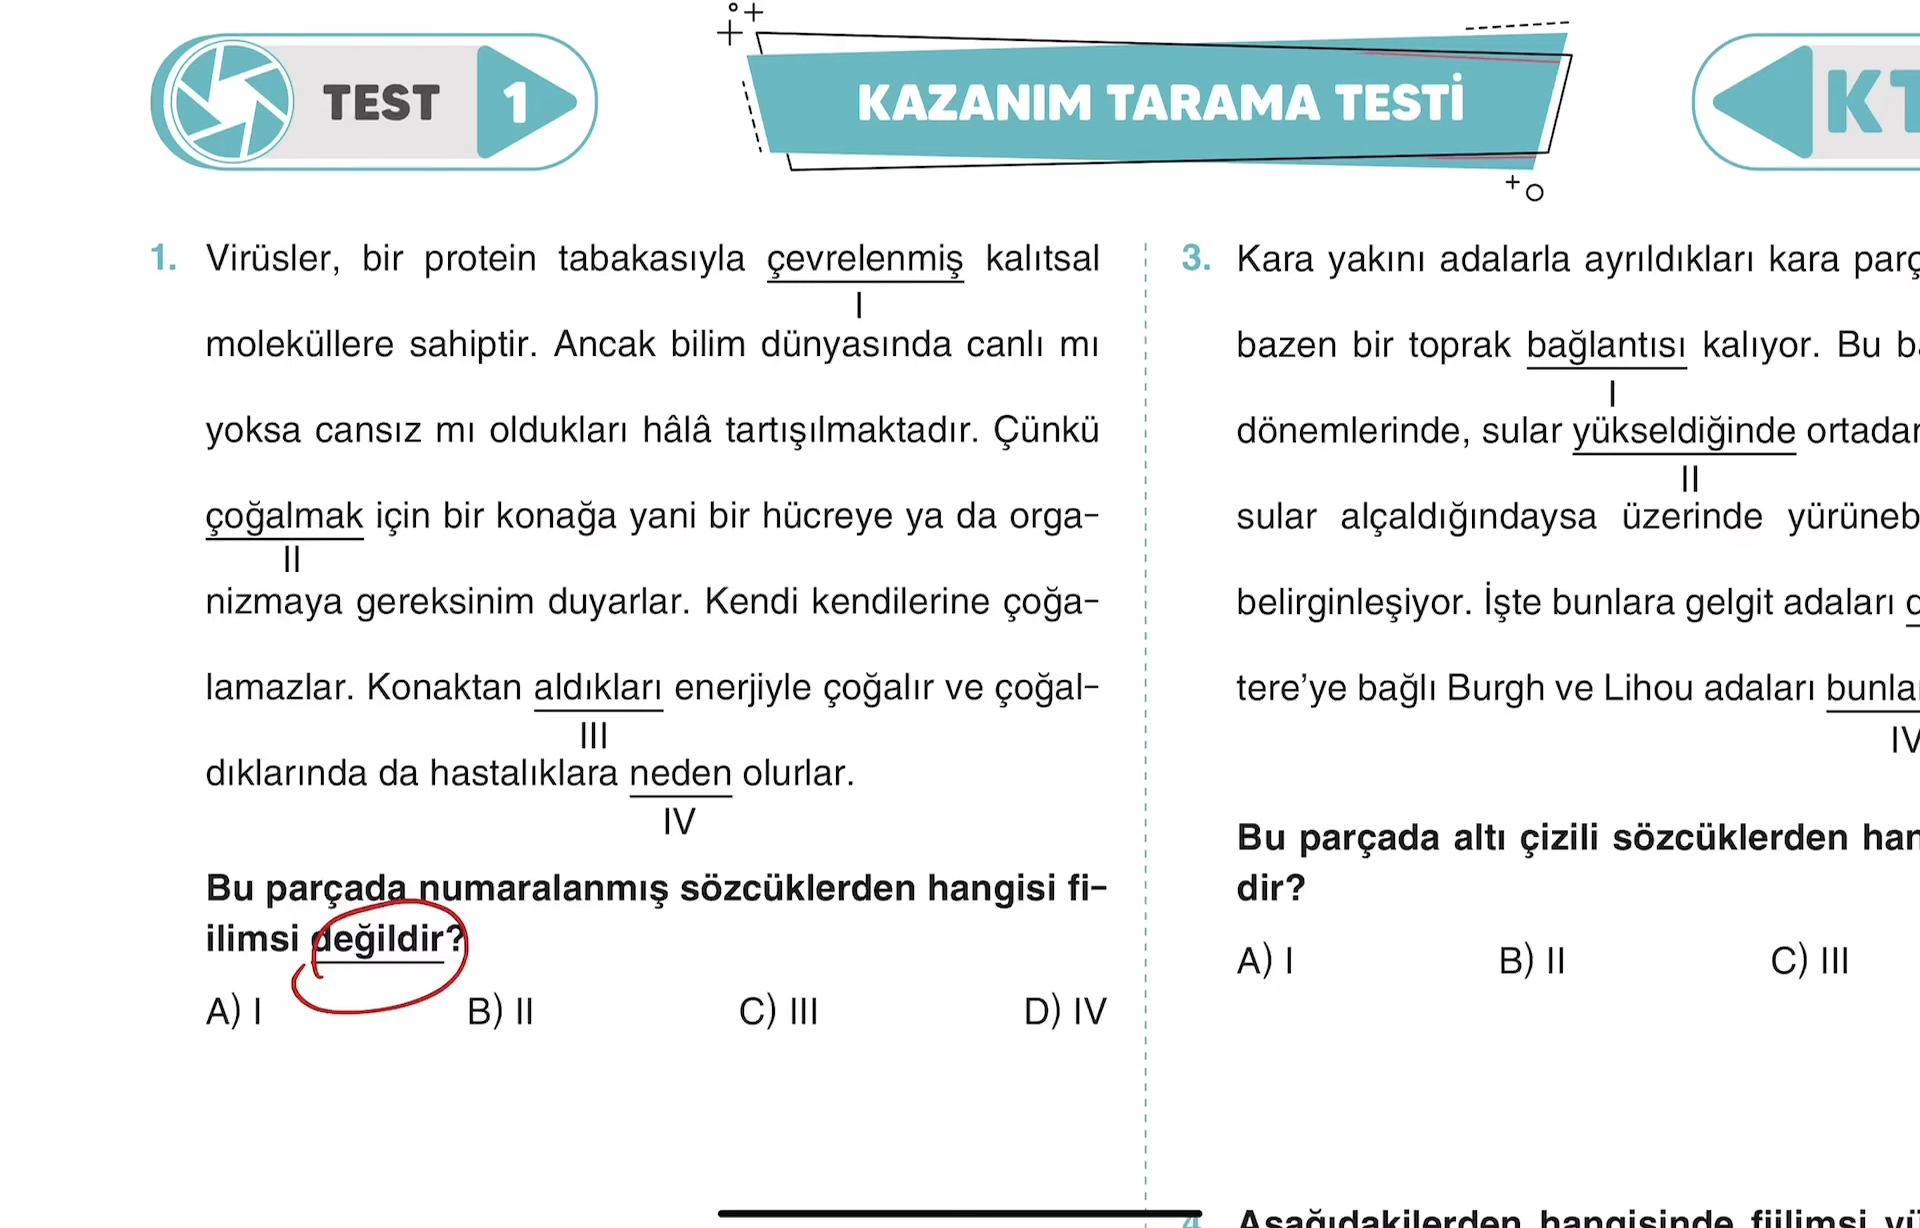 TEST 1
KAZANIM TARAMA TESTİ
KT
1. Virüsler, bir protein tabakasıyla çevrelenmiş kalıtsal
I
moleküllere sahiptir. Ancak bilim dünyasında canlı mı
yoksa cansız mı oldukları hâlâ tartışılmaktadır. Çünkü
çoğalmak için bir konağa yani bir hücreye ya da orga-
II
nizmaya gereksinim duyarlar. Kendi kendilerine çoğa-
lamazlar. Konaktan aldıkları enerjiyle çoğalır ve çoğal-
III
dıklarında da hastalıklara neden olurlar.
IV
Bu parçada numaralanmış sözcüklerden hangisi fi-
ilimsi değildir?
A) I B) II C) III D) IV
3. Kara yakını adalarla ayrıldıkları kara parç
bazen bir toprak bağlantısı kalıyor. Bu
I
dönemlerinde, sular yükseldiğinde ortadan
II
sular alçaldığındaysa üzerinde yürüneb
belirginleşiyor. İşte bunlara gelgit adaları
tere'ye bağlı Burgh ve Lihou adaları bunla
IV
Bu parçada altı çizili sözcüklerden han
dir?
A) I B) II C) III
4. Aşağıdakilerden hangisinde fiilimsi